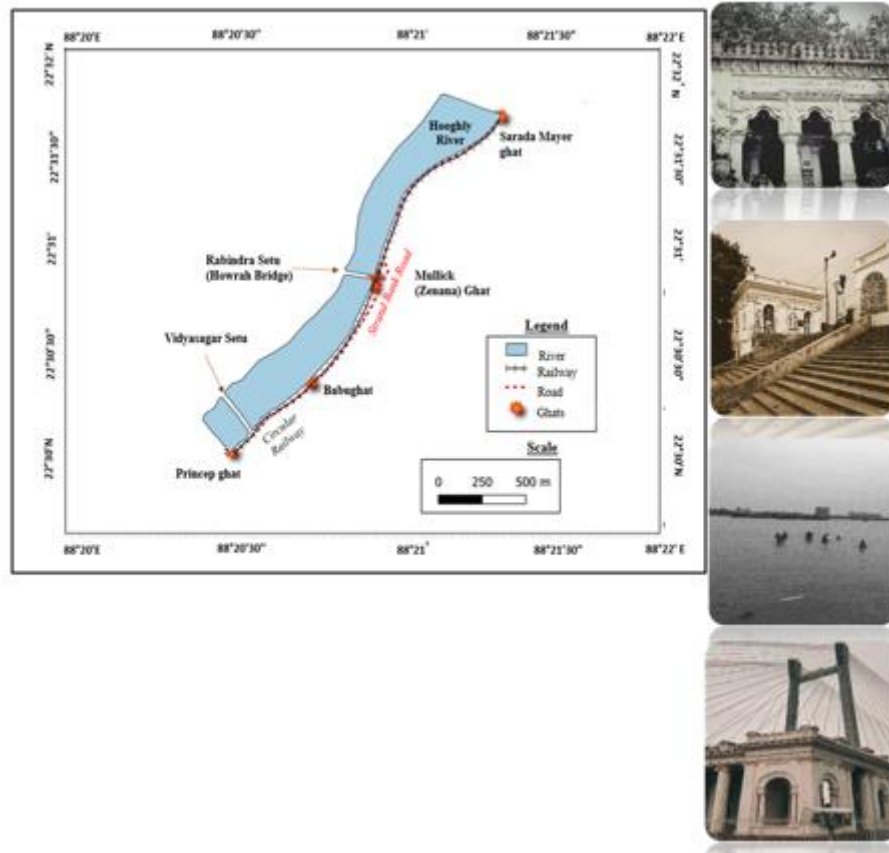 88°20'E
88°20'30"
88°21'
88°21'30"
88°22' E
22°32' N
22°32' N
Hooghly
River
Sarada Mayer
ghat
22°33'30"
22°31'30"
Rabindra Setu
(Howrah Bridge)
22°31'
22°31'
Mullick
(Zenana) Ghat
Strand Bank Road
Vidyasagar Setu
Legend
River
Railway
Road
Ghats
22°30'30"
22°30'30"
Babughat
Circular
Railway
Princep ghat
22°30'N
22°30'N
Scale
0 250 500 m
88°20'E
88°20'30"
88°21'
88°21'30"
88°22' E